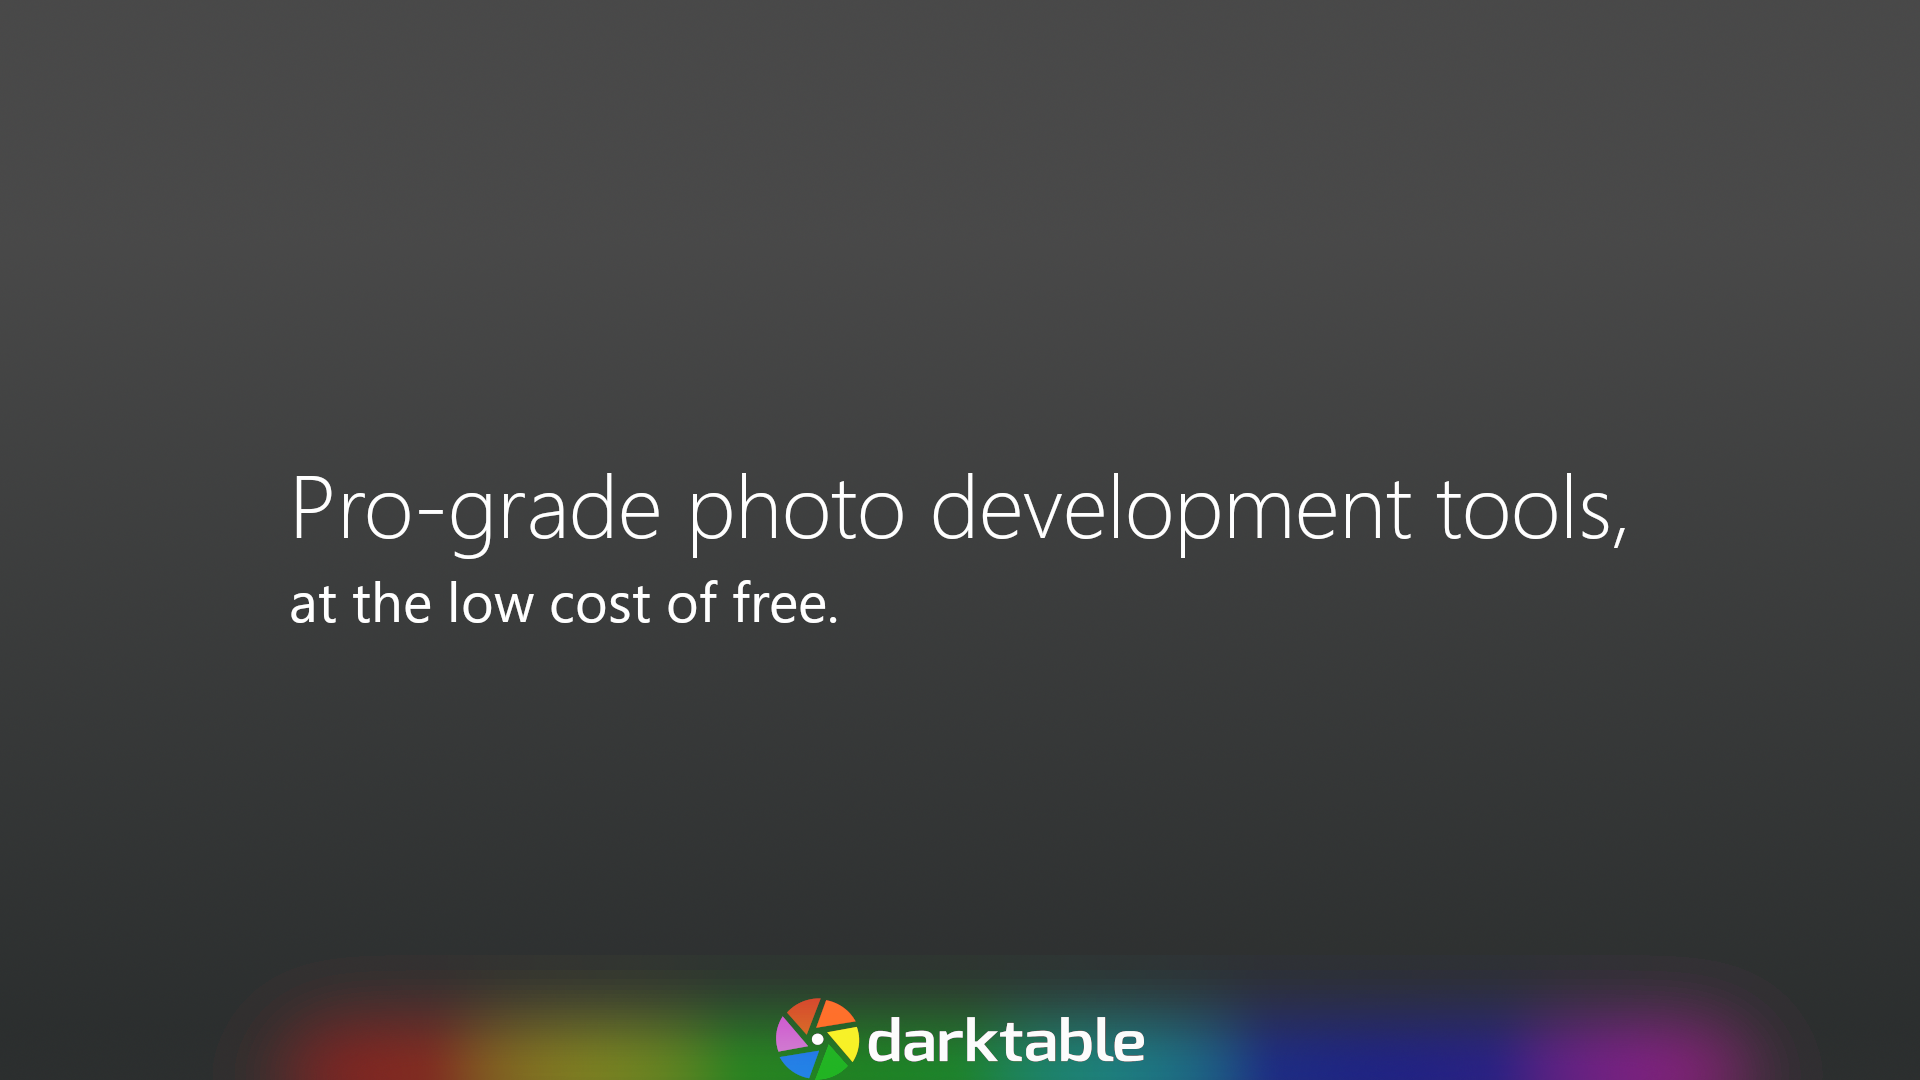 Pro-grade photo development tools,
at the low cost of free.
darktable